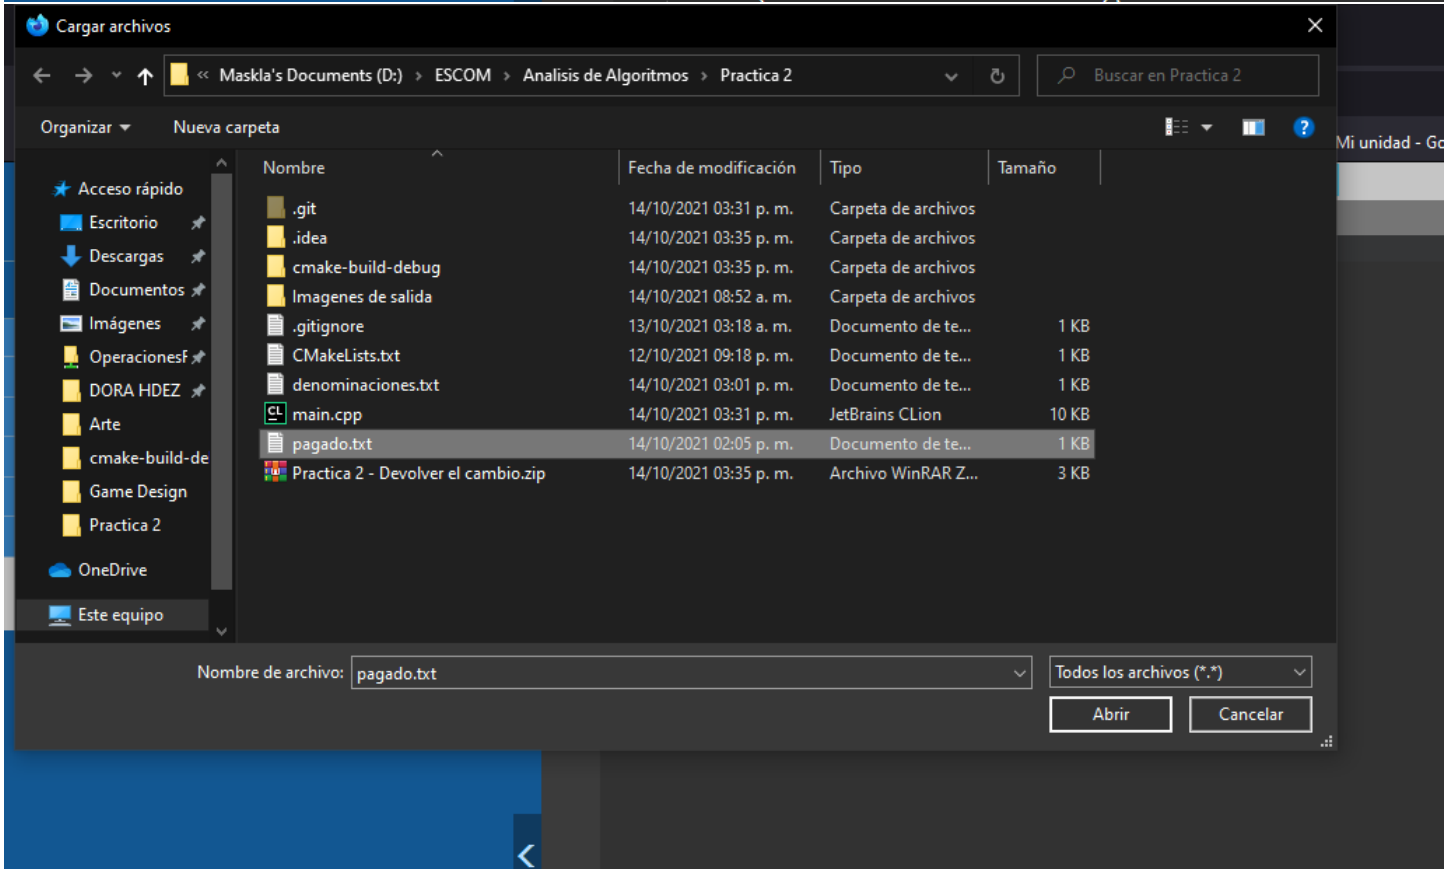 Cargar archivos
« Maskla's Documents (D:) › ESCOM › Analisis de Algoritmos › Practica 2
Buscar en Practica 2
Organizar
Nueva carpeta
Mi unidad - Go
Acceso rápido
Escritorio
Descargas
Documentos
Imágenes
OperacionesF
DORA HDEZ
Arte
cmake-build-de
Game Design
Practica 2
OneDrive
Este equipo
Nombre Fecha de modificación Tipo Tamaño
.git 14/10/2021 03:31 p. m. Carpeta de archivos
.idea 14/10/2021 03:35 p. m. Carpeta de archivos
cmake-build-debug 14/10/2021 03:35 p. m. Carpeta de archivos
Imagenes de salida 14/10/2021 08:52 a. m. Carpeta de archivos
.gitignore 13/10/2021 03:18 a. m. Documento de te... 1 KB
CMakeLists.txt 12/10/2021 09:18 p. m. Documento de te... 1 KB
denominaciones.txt 14/10/2021 03:01 p. m. Documento de te... 1 KB
CL main.cpp 14/10/2021 03:31 p. m. JetBrains CLion 10 KB
pagado.txt 14/10/2021 02:05 p. m. Documento de te... 1 KB
Practica 2 - Devolver el cambio.zip 14/10/2021 03:35 p. m. Archivo WinRAR Z... 3 KB
Nombre de archivo: pagado.txt Todos los archivos (*.*)
Abrir Cancelar